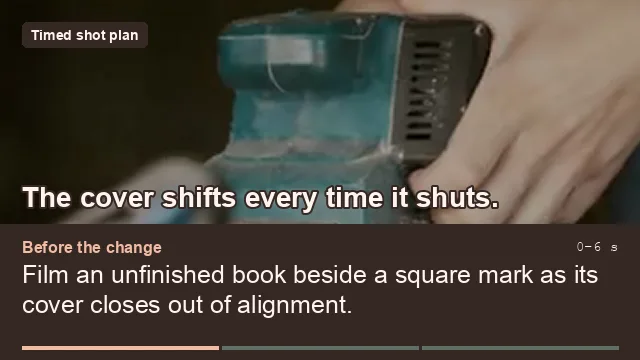 Timed shot plan
The cover shifts every time it shuts.
Before the change
0–6 s
Film an unfinished book beside a square mark as its
cover closes out of alignment.